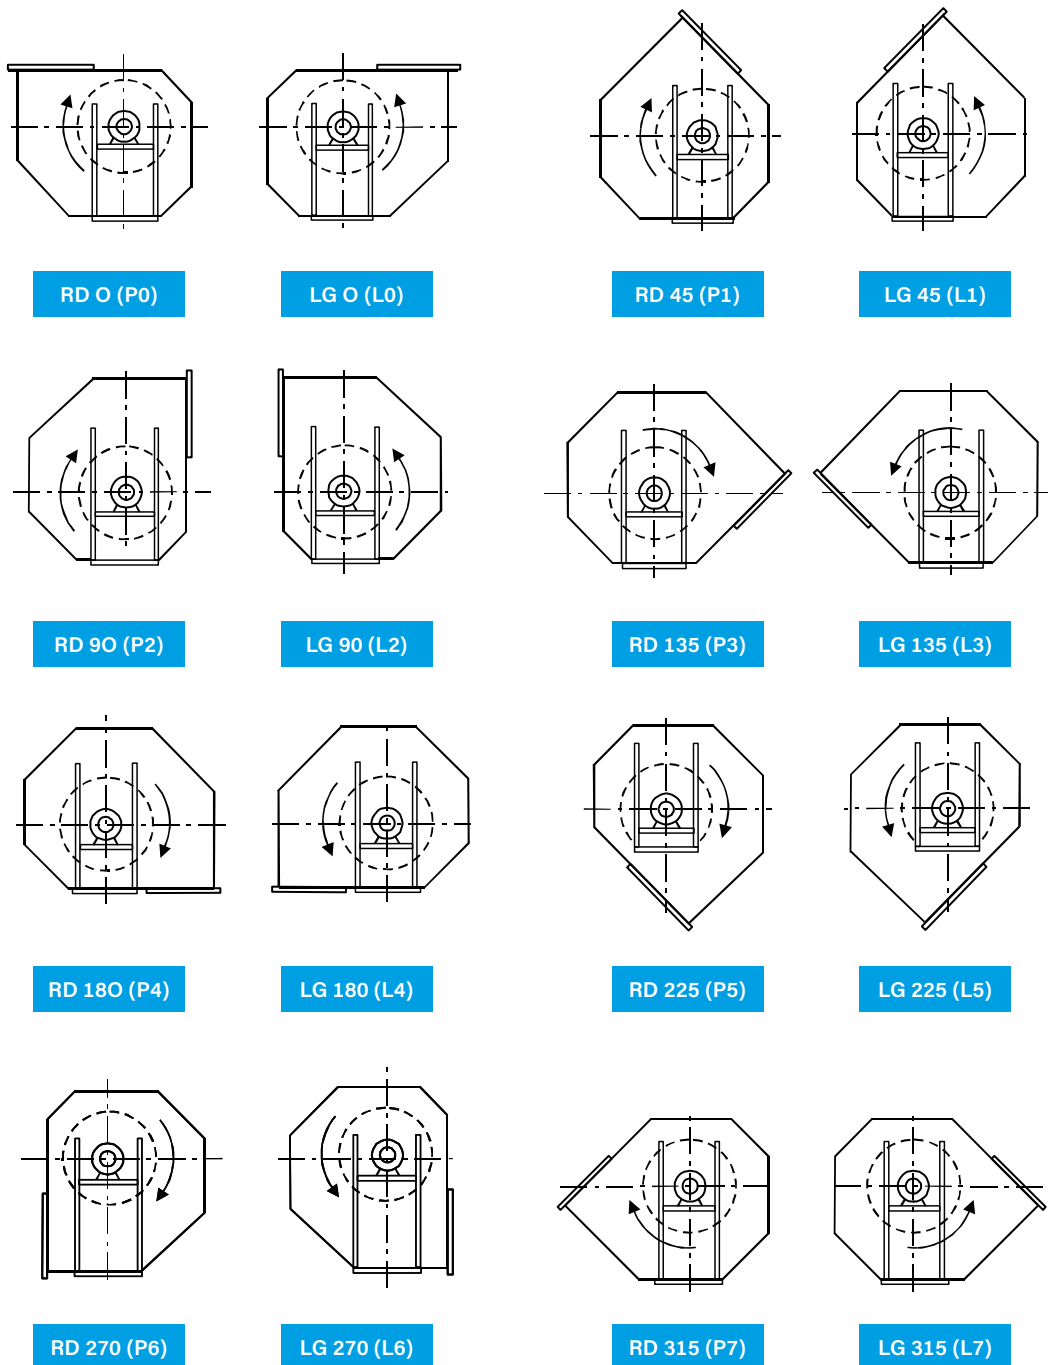 RD O (P0)
LG O (L0)
RD 45 (P1)
LG 45 (L1)
RD 9O (P2)
LG 90 (L2)
RD 135 (P3)
LG 135 (L3)
RD 18O (P4)
LG 180 (L4)
RD 225 (P5)
LG 225 (L5)
RD 270 (P6)
LG 270 (L6)
RD 315 (P7)
LG 315 (L7)